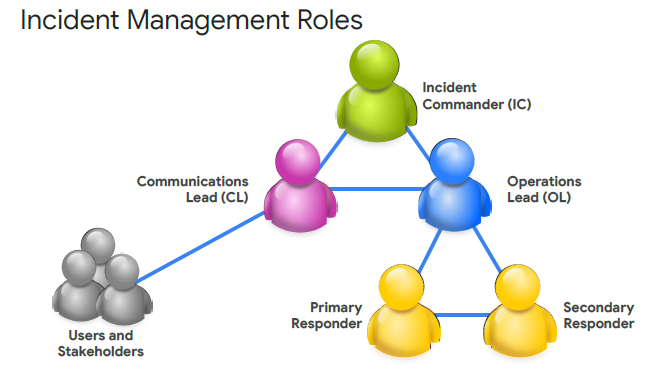 Incident Management Roles
Incident
Commander (IC)
Communications
Lead (CL)
Operations
Lead (OL)
Primary
Responder
Secondary
Responder
Users and
Stakeholders